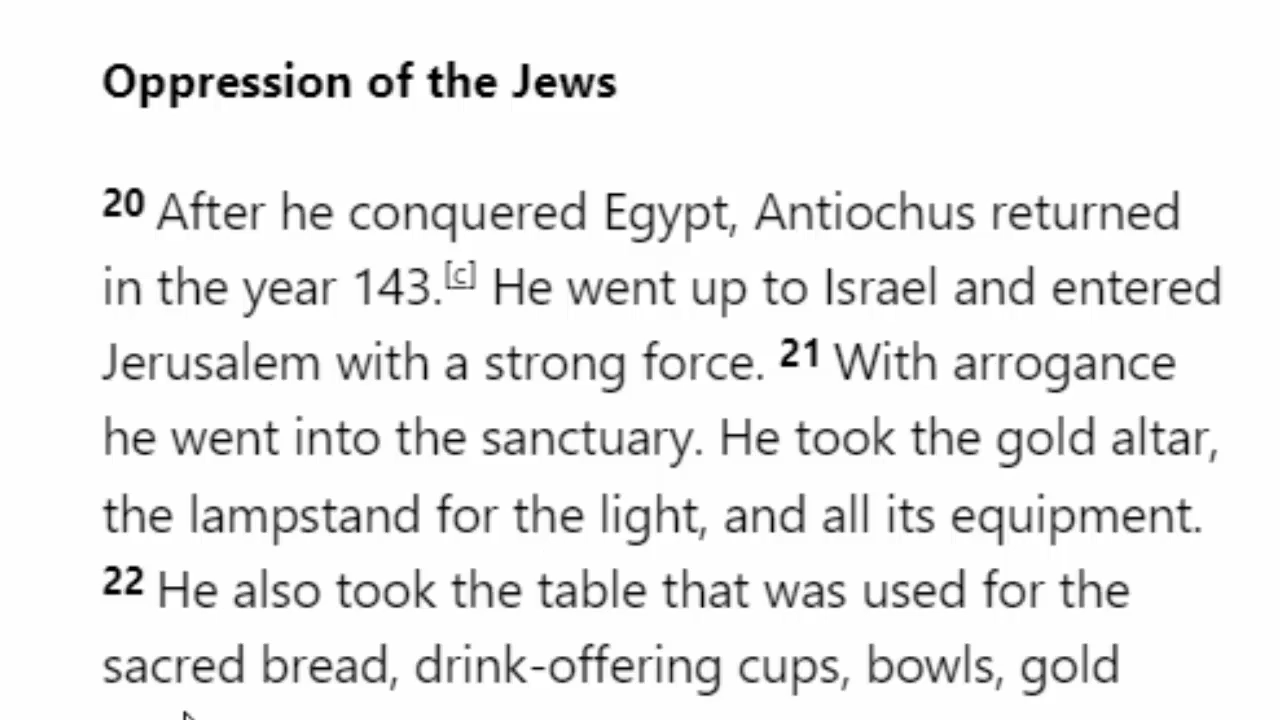 Oppression of the Jews
20 After he conquered Egypt, Antiochus returned
in the year 143.[c] He went up to Israel and entered
Jerusalem with a strong force. 21 With arrogance
he went into the sanctuary. He took the gold altar,
the lampstand for the light, and all its equipment.
22 He also took the table that was used for the
sacred bread, drink-offering cups, bowls, gold